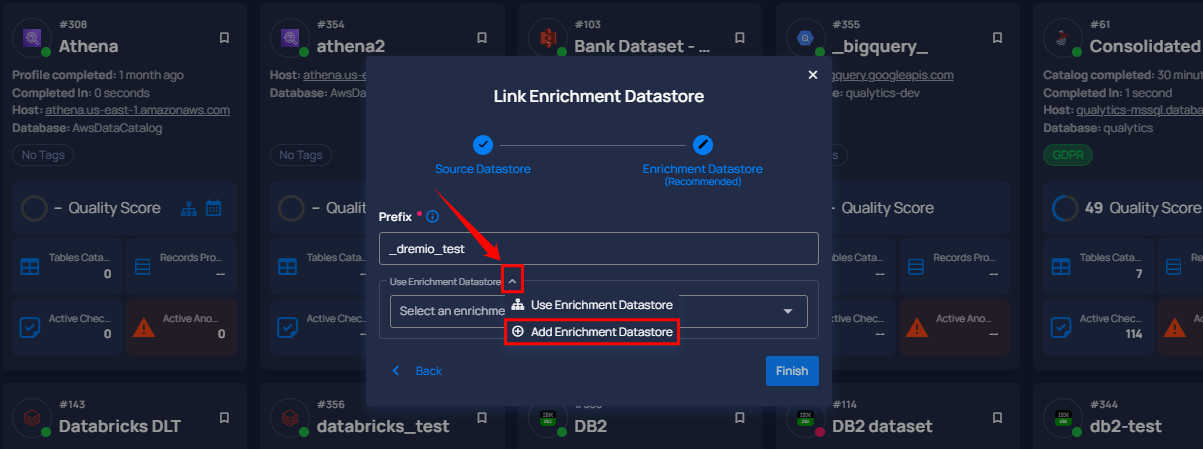 #308
Athena
Profile completed: 1 month ago
Completed In: 0 seconds
Host: athena.us-east-1.amazonaws.com
Database: AwsDataCatalog
No Tags
– Quality Score
Tables Cata...
0
Records Pro...
--
Active Chec...
0
Active Ano...
0
#354
athena2
Host: athena.us-e
Database: AwsDa
No Tags
Tables Cata
Active Chec
#103
Bank Dataset - ...
#355
_bigquery_
gquery.googleapis.com
qualytics-dev
Quality Score
--
Records Pro...
--
--
Active Ano...
--
#61
Consolidated
Catalog completed: 30 minut
Completed In: 1 second
Host: qualytics-mssql.databa
Database: qualytics
GDPR
49 Quality Score
Tables Cata...
7
Records
Active Chec...
114
Active
Link Enrichment Datastore
Source Datastore
Enrichment Datastore
(Recommended)
Prefix
_dremio_test
Use Enrichment Datastore
Select an enrichme
Use Enrichment Datastore
Add Enrichment Datastore
Back
Finish
#143
Databricks DLT
#356
databricks_test
DB2
#114
DB2 dataset
#344
db2-test